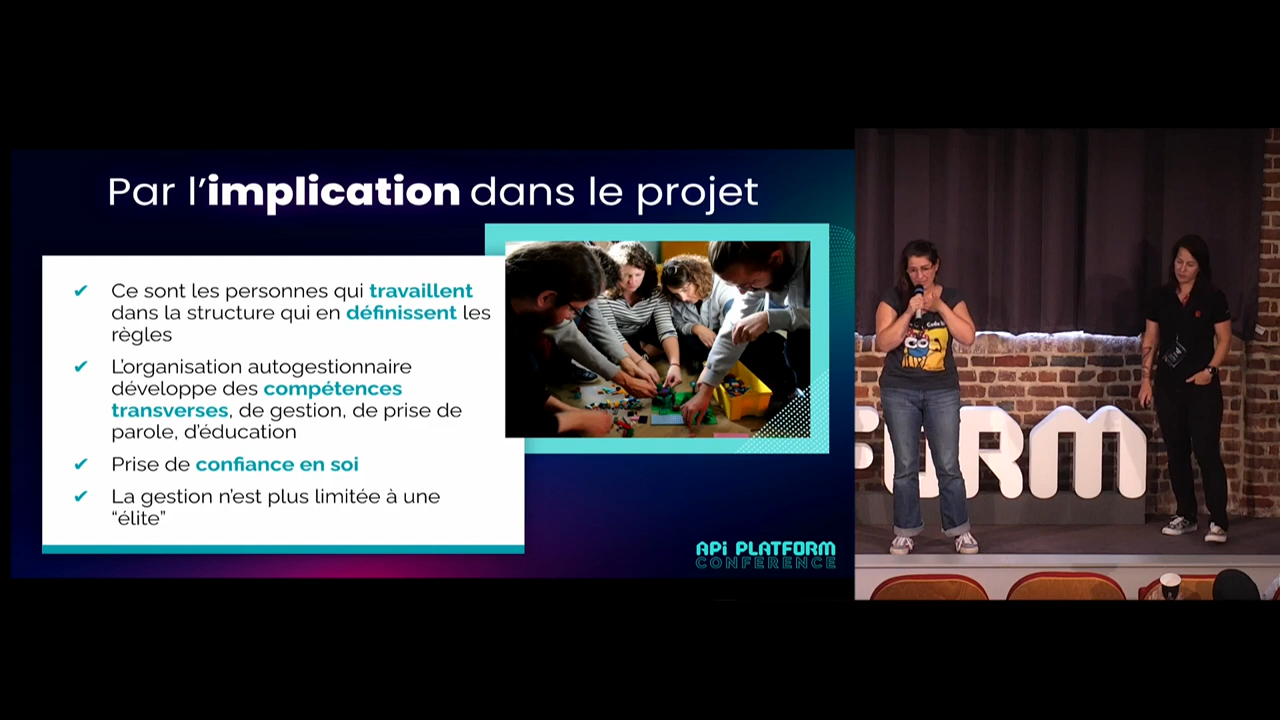 Par l’implication dans le projet
✔ Ce sont les personnes qui travaillent
dans la structure qui en définissent les
règles
✔ L’organisation autogestionnaire
développe des compétences
transverses, de gestion, de prise de
parole, d’éducation
✔ Prise de confiance en soi
✔ La gestion n’est plus limitée à une
“élite”
APi PLATFORM
CONFERENCE
FORM